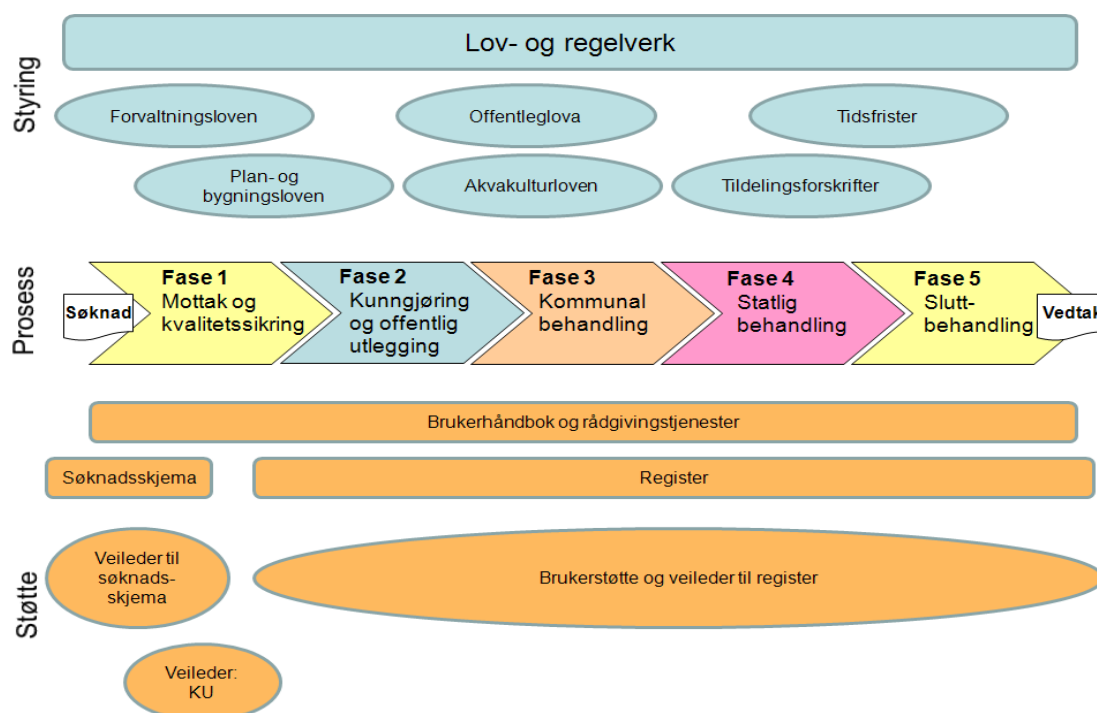 Styring
Lov- og regelverk
Forvaltningsloven
Offentleglova
Tidsfrister
Plan- og
bygningsloven
Akvakulturloven
Tildelingsforskrifter
Prosess
Søknad
Fase 1
Mottak og
kvalitetssikring
Fase 2
Kunngjøring
og offentlig
utlegging
Fase 3
Kommunal
behandling
Fase 4
Statlig
behandling
Fase 5
Slutt-
behandling
Vedtak
Støtte
Brukerhåndbok og rådgivingstjenester
Søknadsskjema
Register
Veileder til
søknads-
skjema
Brukerstøtte og veileder til register
Veileder:
KU